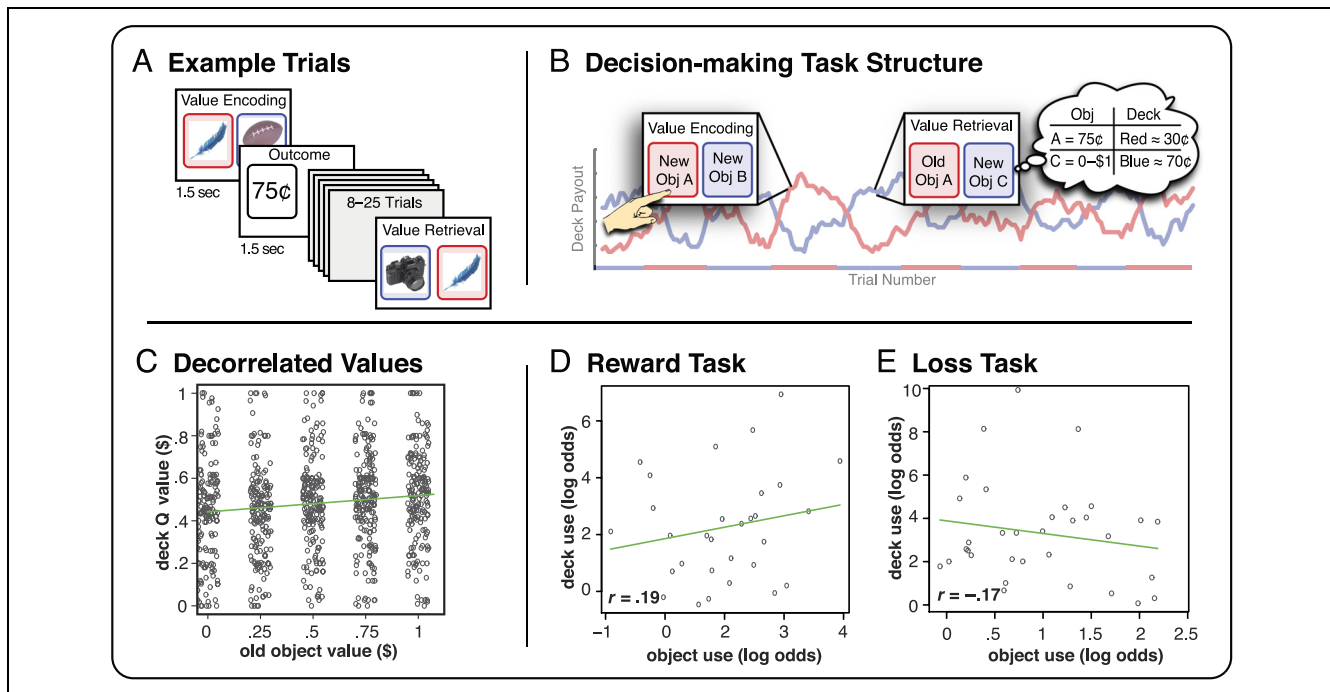 A Example Trials
Value Encoding
1.5 sec
Outcome
75¢
1.5 sec
8–25 Trials
Value Retrieval
B Decision-making Task Structure
Deck Payout
Value Encoding
New
Obj A
New
Obj B
Value Retrieval
Old
Obj A
New
Obj C
Obj Deck
A = 75¢ Red ≈ 30¢
C = 0–$1 Blue ≈ 70¢
Trial Number
C Decorrelated Values
deck Q value ($)
1
.8
.6
.4
.2
0
0 .25 .5 .75 1
old object value ($)
D Reward Task
deck use (log odds)
6
4
2
0
r = .19
−1 0 1 2 3 4
object use (log odds)
E Loss Task
deck use (log odds)
10
8
6
4
2
0
r = −.17
0 .5 1 1.5 2 2.5
object use (log odds)